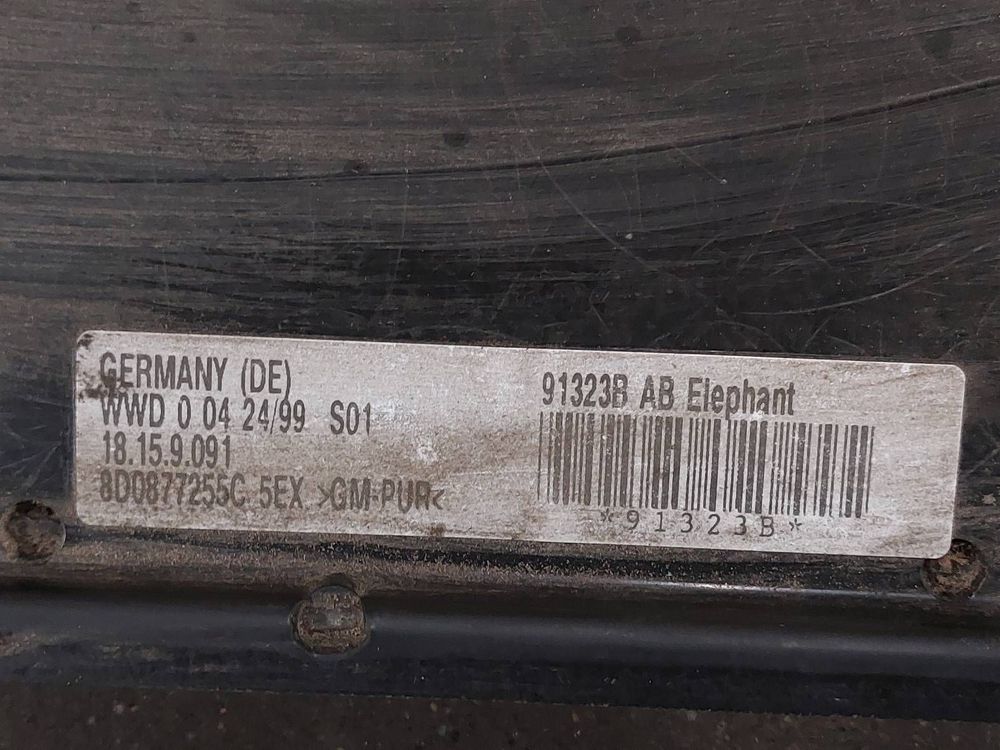 GERMANY (DE)
WWD 0 04 24/99 S01
18.15.9.091
8D0877255C 5EX >GM-PUR<
91323B AB Elephant
*91323B*